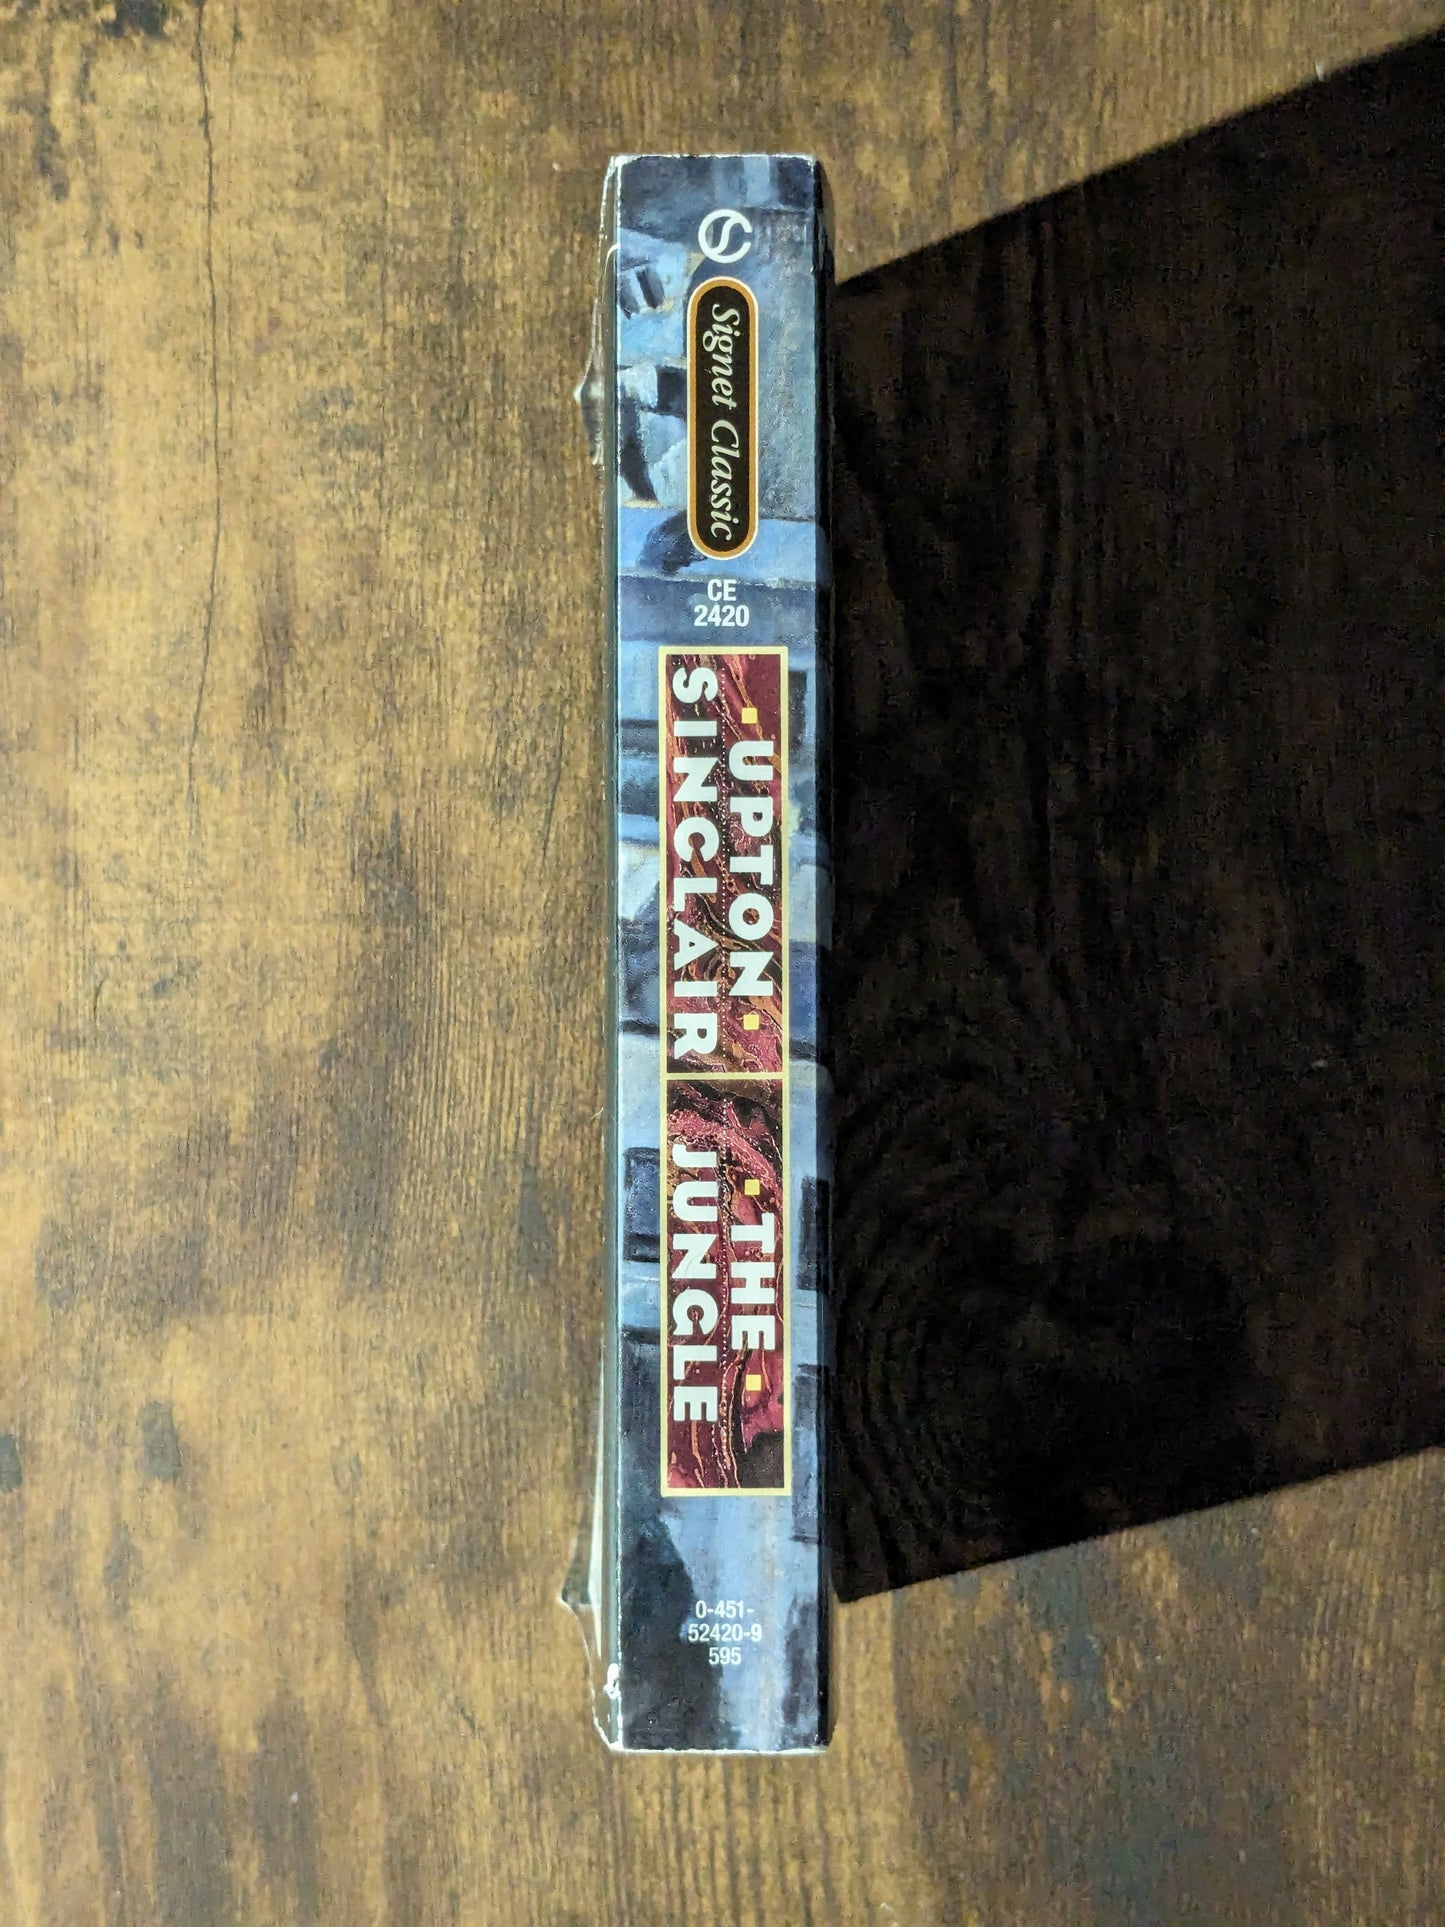 Signet Classic
CE
2420
UPTON
SINCLAIR
THE
JUNGLE
0-451-
52420-9
595